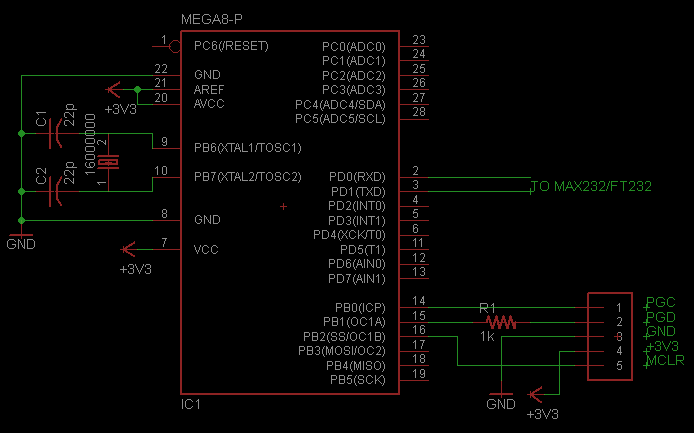 MEGA8-P
1 PC6(/RESET) PC0(ADC0) 23
PC1(ADC1) 24
22 GND PC2(ADC2) 25
21 AREF PC3(ADC3) 26
20 AVCC PC4(ADC4/SDA) 27
+3V3
PC5(ADC5/SCL) 28
C1 22p
16000000
2
1
C2 22p
9 PB6(XTAL1/TOSC1)
10 PB7(XTAL2/TOSC2) PD0(RXD) 2
PD1(TXD) 3 TO MAX232/FT232
PD2(INT0) 4
8 GND PD3(INT1) 5
GND
PD4(XCK/T0) 6
7 VCC PD5(T1) 11
+3V3
PD6(AIN0) 12
PD7(AIN1) 13
PB0(ICP) 14 R1 1 PGC
PB1(OC1A) 15 1k 2 PGD
PB2(SS/OC1B) 16 3 GND
PB3(MOSI/OC2) 17 4 +3V3
PB4(MISO) 18 5 MCLR
PB5(SCK) 19
IC1 GND +3V3